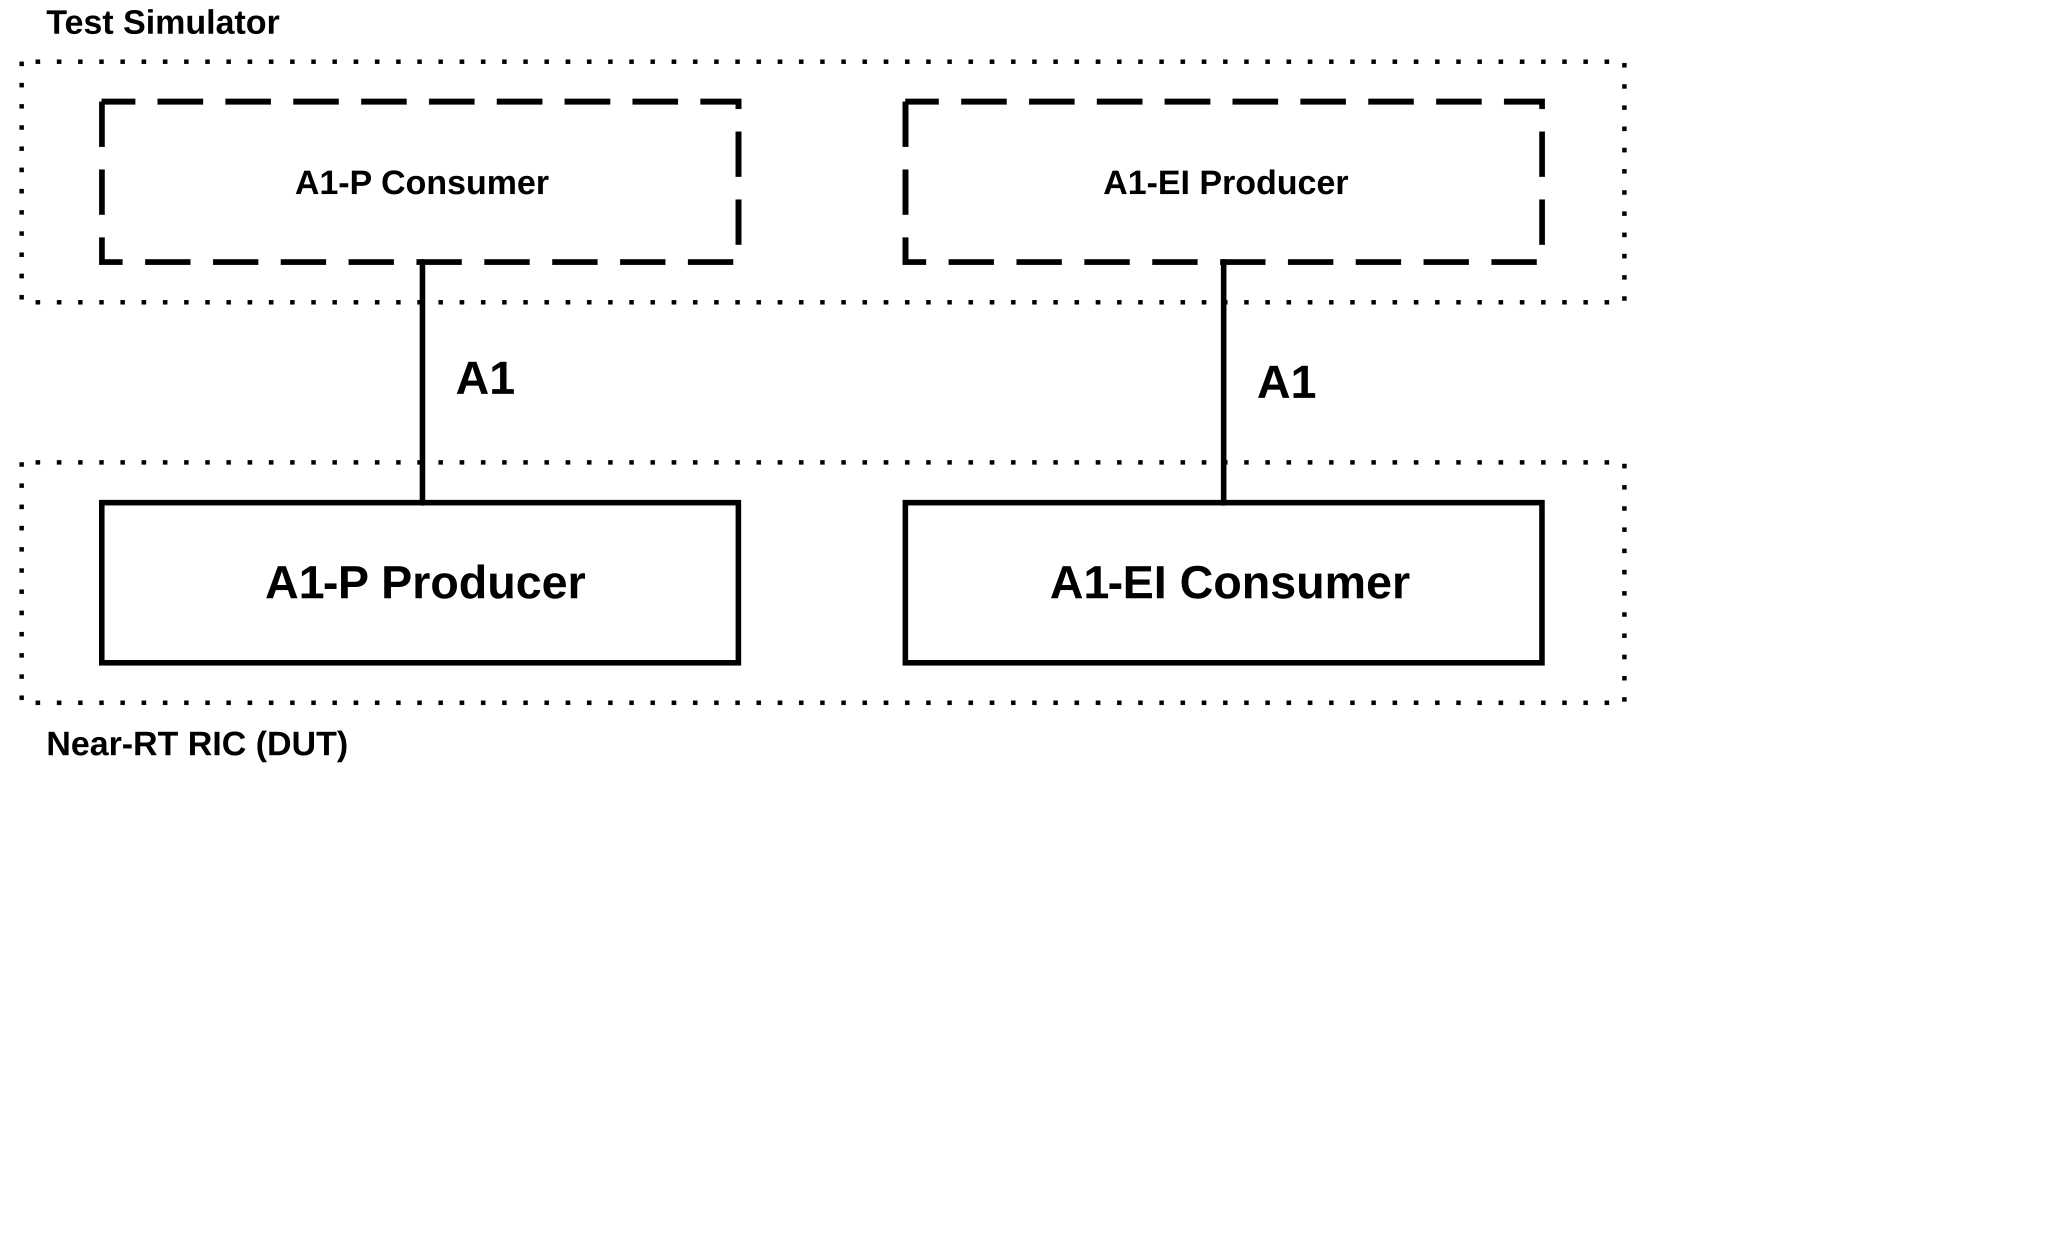 Test Simulator
A1-P Consumer
A1-EI Producer
A1
A1
A1-P Producer
A1-EI Consumer
Near-RT RIC (DUT)